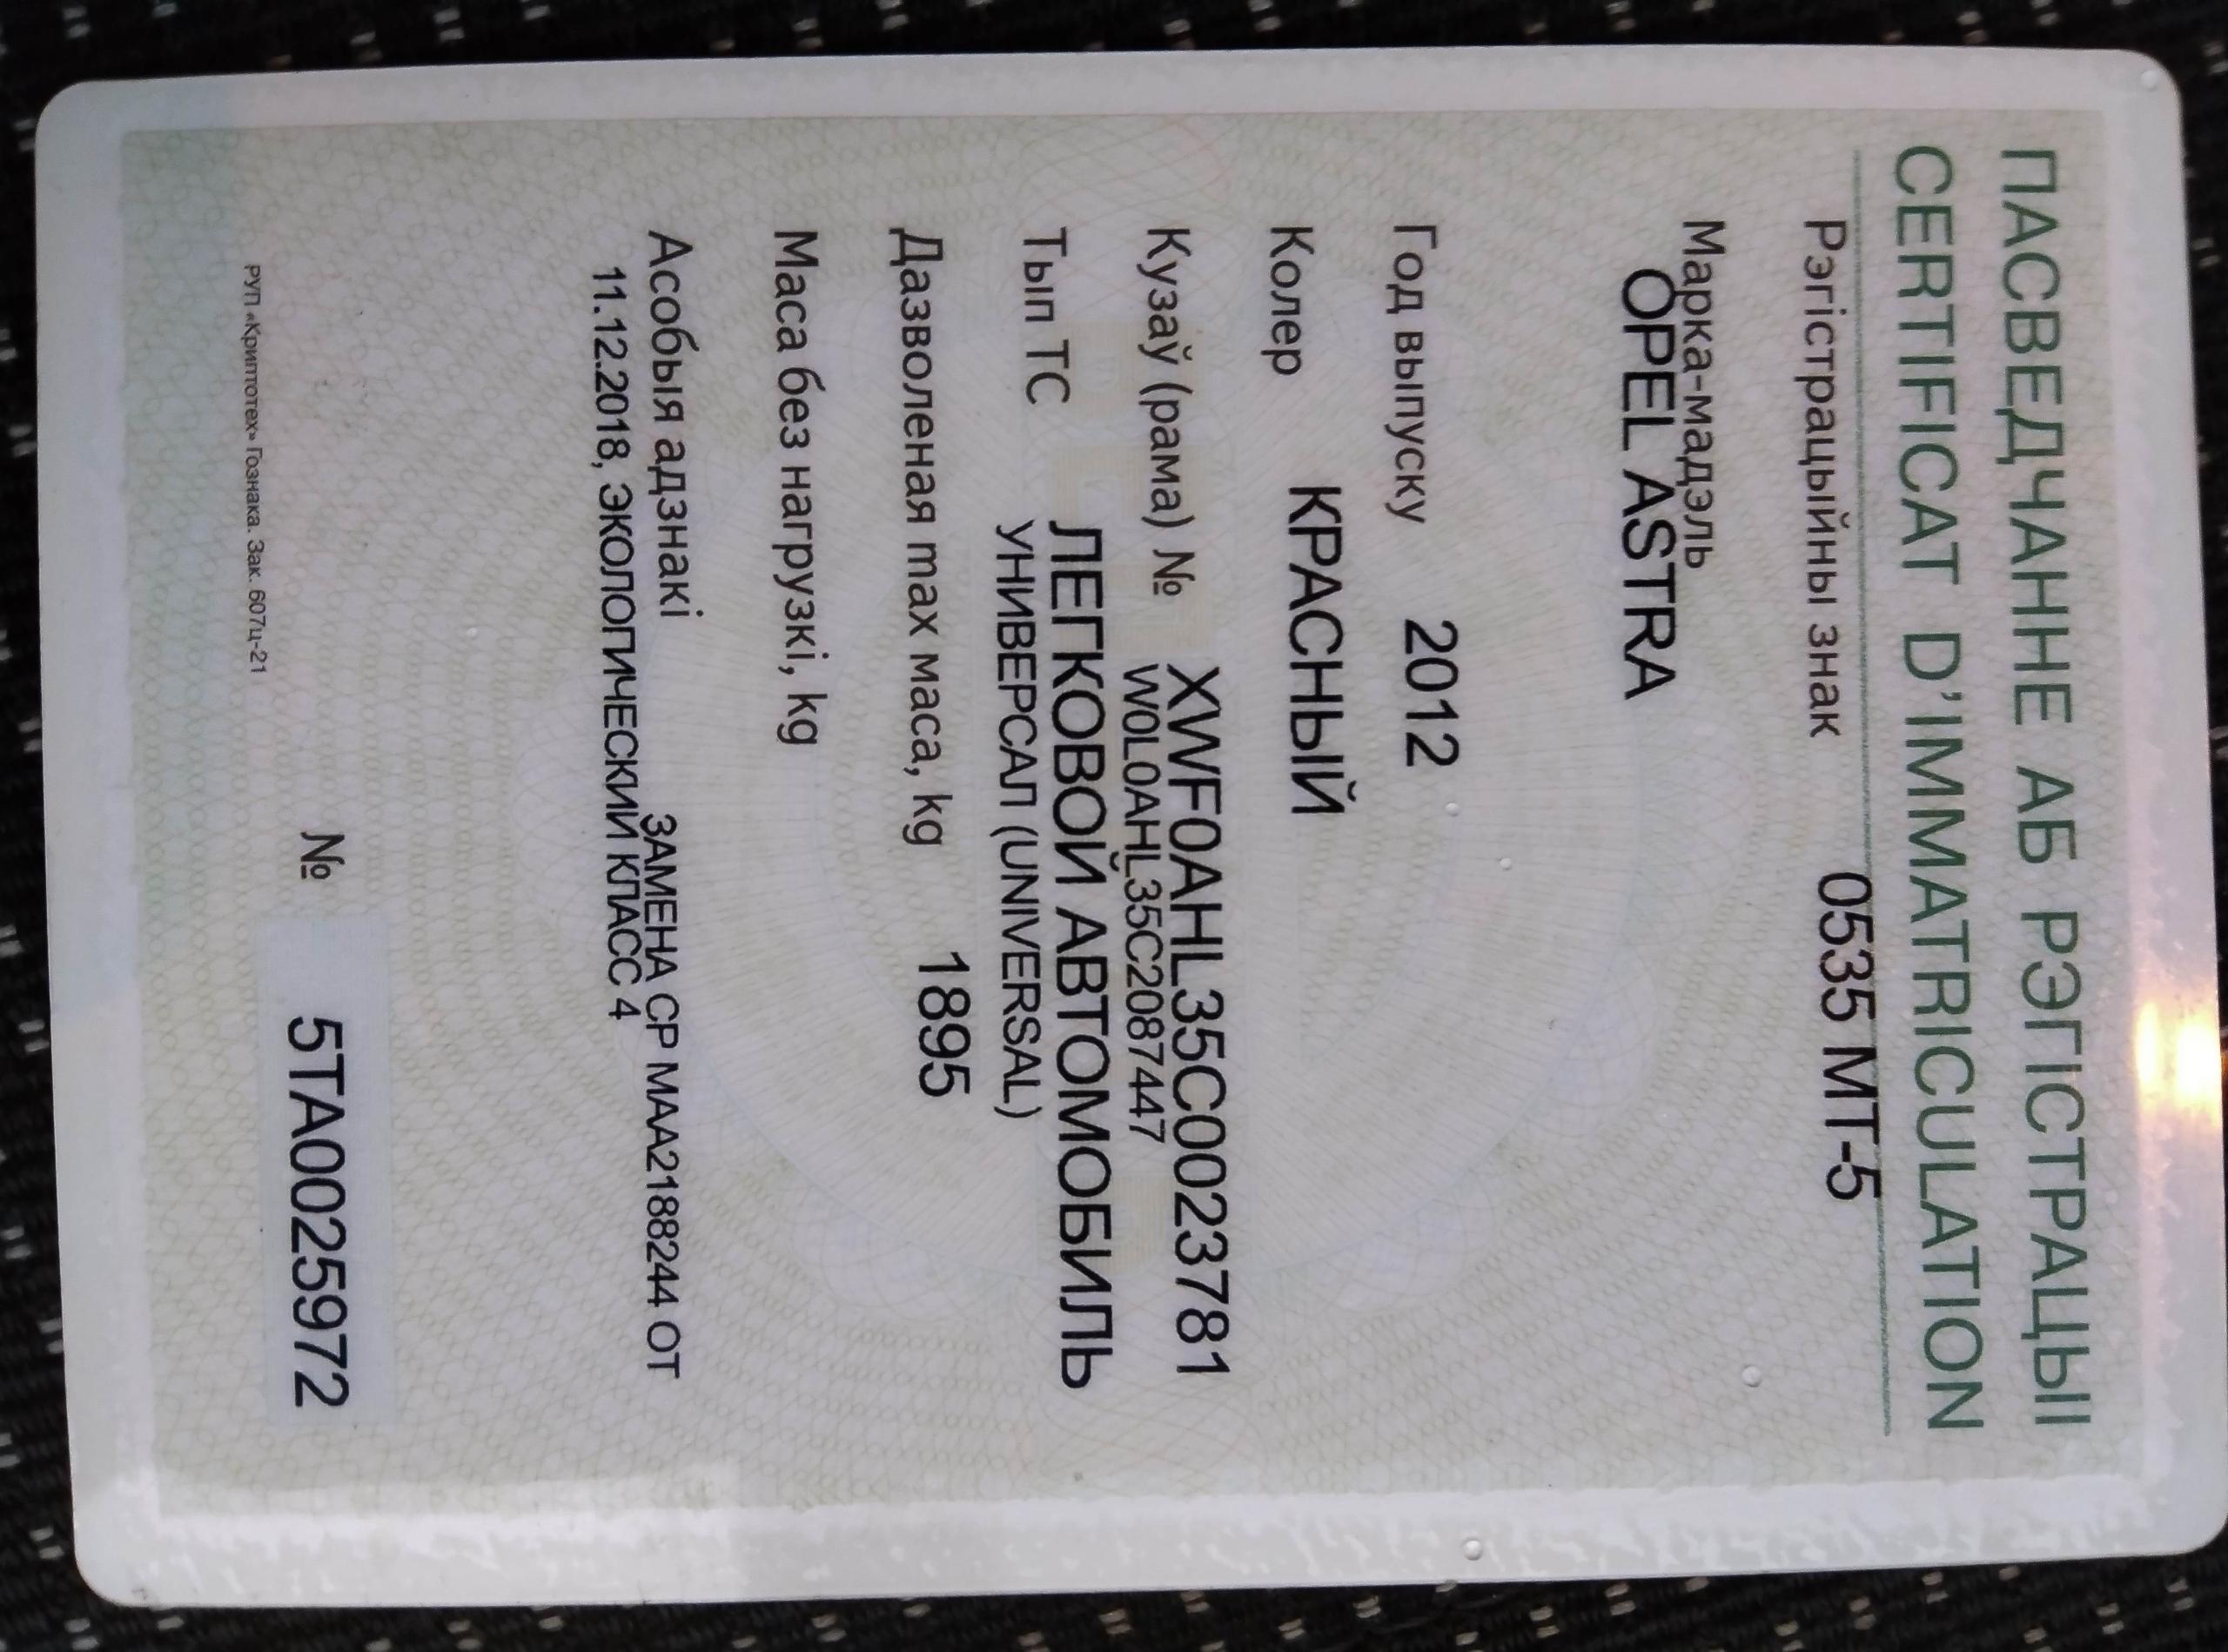 ПАСВЕДЧАННЕ АБ РЭГІСТРАЦЫІ
CERTIFICAT D’IMMATRICULATION
Рэгістрацыйны знак 0535 МТ-5
Марка-мадэль
OPEL ASTRA
Год выпуску 2012
Колер КРАСНЫЙ
Кузаў (рама) № XWF0AHL35C0023781
W0L0AHL35C2087447
Тып ТС ЛЕГКОВОЙ АВТОМОБИЛЬ
УНИВЕРСАЛ (UNIVERSAL)
Дазволеная max маса, kg 1895
Маса без нагрузкі, kg
Асобыя адзнакі ЗАМЕНА СР МАА2188244 ОТ
11.12.2018, ЭКОЛОГИЧЕСКИЙ КЛАСС 4
№ 5ТА0025972
РУП «Криптотех» Гознака. Зак. 607ц-21